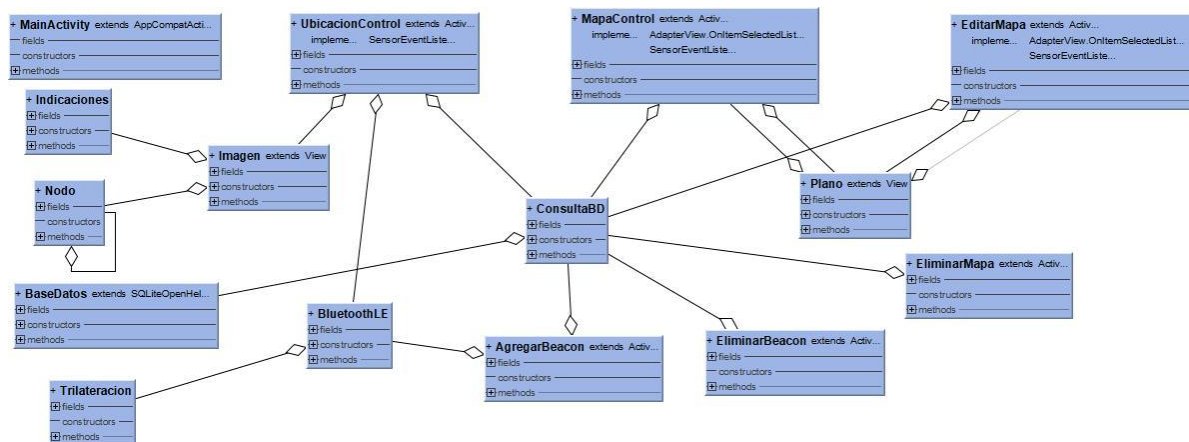 + MainActivity extends AppCompatActi...
fields
constructors
methods
+ UbicacionControl extends Activ...
impleme... SensorEventListe...
fields
constructors
methods
+ MapaControl extends Activ...
impleme... AdapterView.OnItemSelectedList...
SensorEventListe...
fields
constructors
methods
+ EditarMapa extends Activ...
impleme... AdapterView.OnItemSelectedList...
SensorEventListe...
fields
constructors
methods
+ Indicaciones
fields
constructors
methods
+ Imagen extends View
fields
constructors
methods
+ Nodo
fields
constructors
methods
+ Plano extends View
fields
constructors
methods
+ ConsultaBD
fields
constructors
methods
+ EliminarMapa extends Activ...
fields
constructors
methods
+ BaseDatos extends SQLiteOpenHel...
fields
constructors
methods
+ BluetoothLE
fields
constructors
methods
+ AgregarBeacon extends Activ...
fields
constructors
methods
+ EliminarBeacon extends Activ...
fields
constructors
methods
+ Trilateracion
fields
constructors
methods